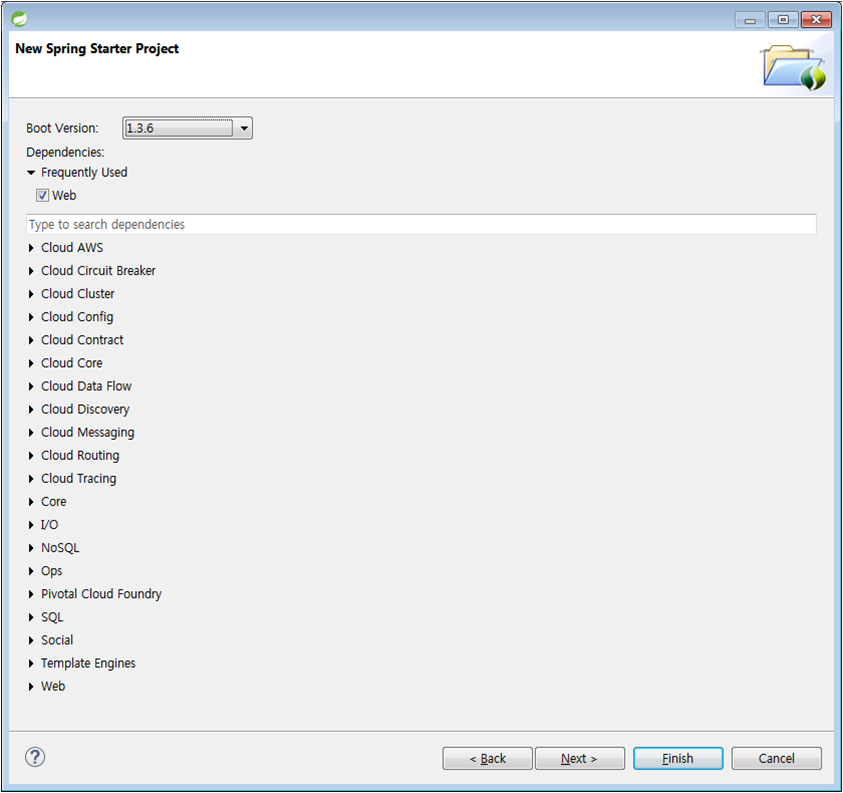 New Spring Starter Project
Boot Version: 1.3.6
Dependencies:
Frequently Used
Web
Type to search dependencies
Cloud AWS
Cloud Circuit Breaker
Cloud Cluster
Cloud Config
Cloud Contract
Cloud Core
Cloud Data Flow
Cloud Discovery
Cloud Messaging
Cloud Routing
Cloud Tracing
Core
I/O
NoSQL
Ops
Pivotal Cloud Foundry
SQL
Social
Template Engines
Web
? < Back Next > Finish Cancel